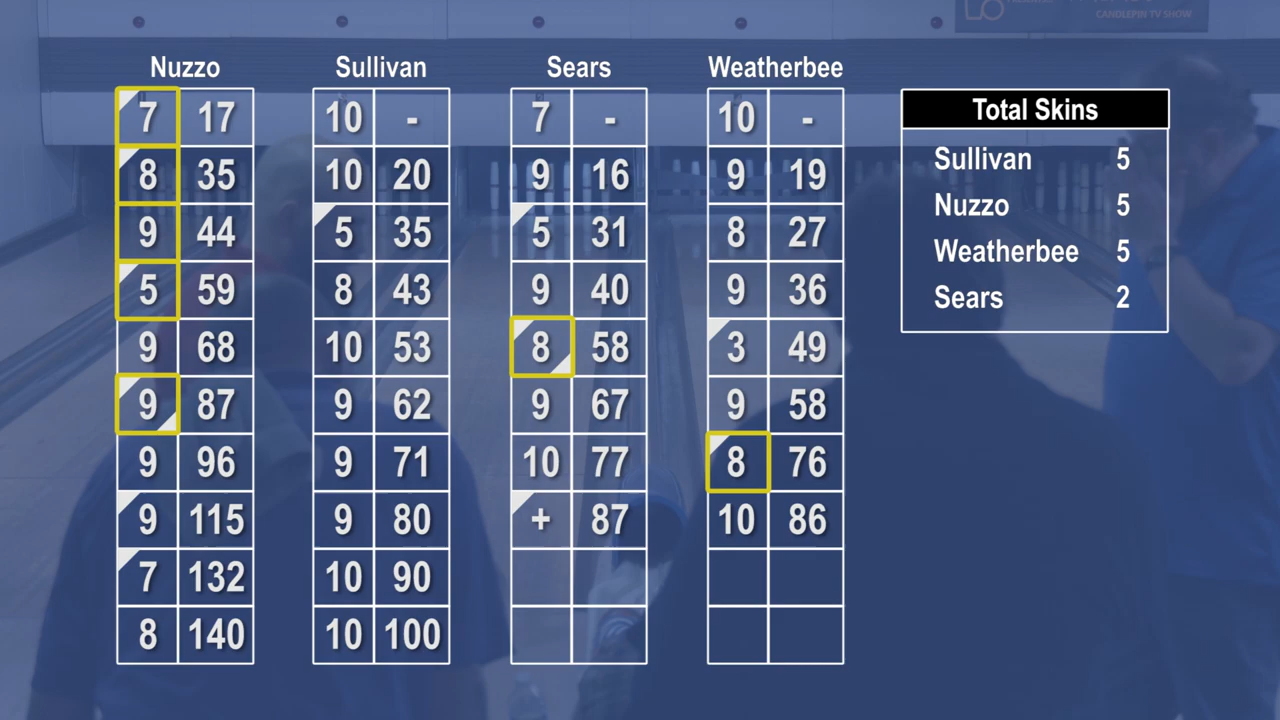 CANDLEPIN TV SHOW
Nuzzo Sullivan Sears Weatherbee
7 17 10 - 7 - 10 -
8 35 10 20 9 16 9 19
9 44 5 35 5 31 8 27
5 59 8 43 9 40 9 36
9 68 10 53 8 58 3 49
9 87 9 62 9 67 9 58
9 96 9 71 10 77 8 76
9 115 9 80 + 87 10 86
7 132 10 90
8 140 10 100
Total Skins
Sullivan 5
Nuzzo 5
Weatherbee 5
Sears 2